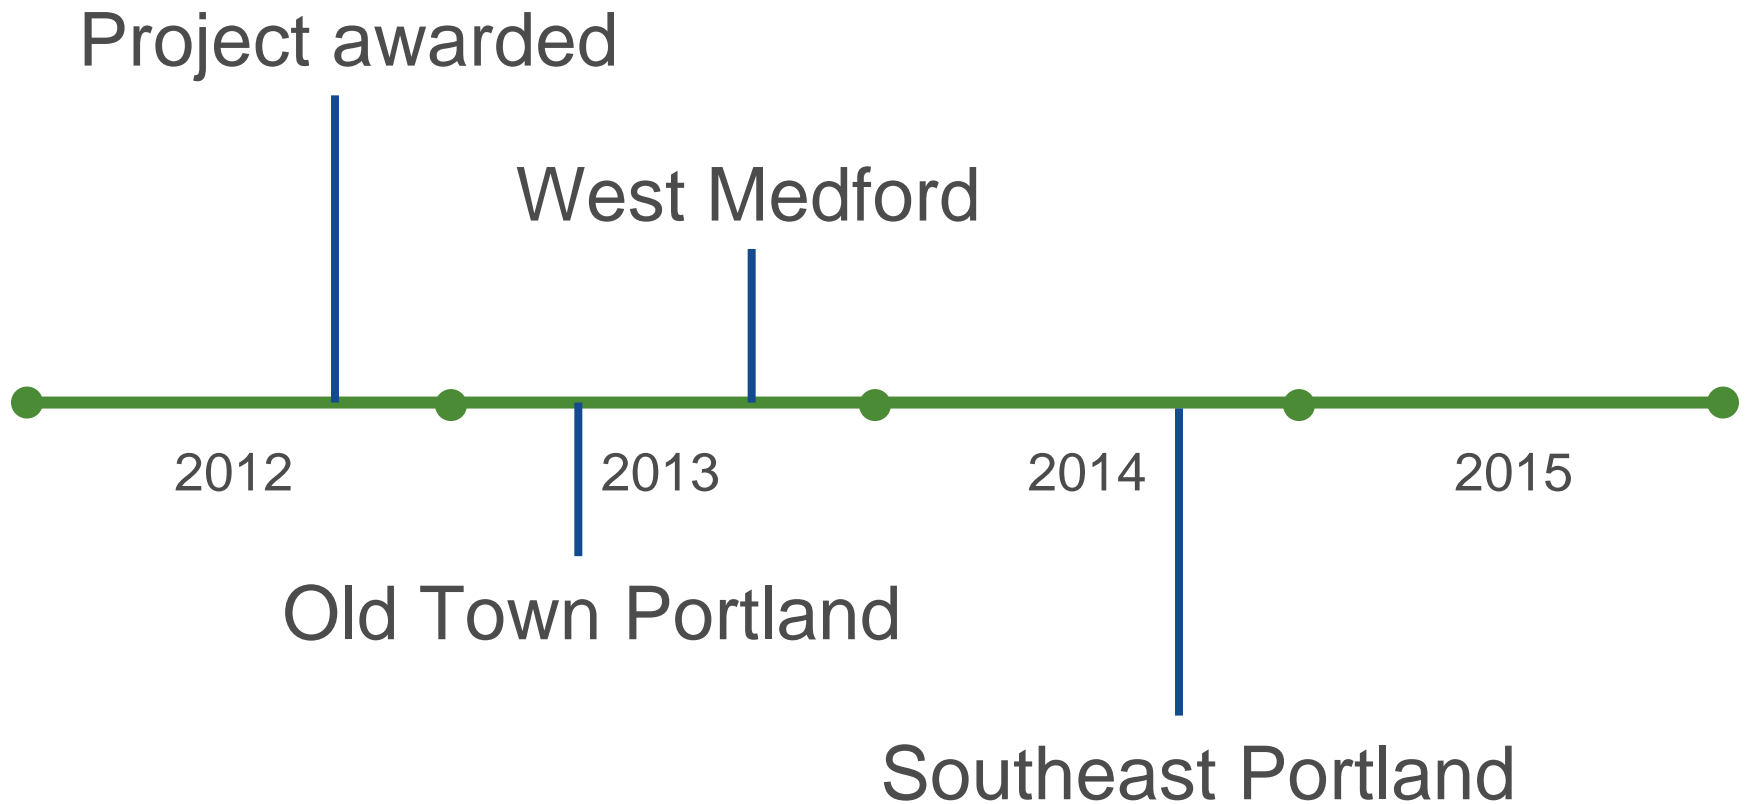 Project awarded
West Medford
2012 2013 2014 2015
Old Town Portland
Southeast Portland